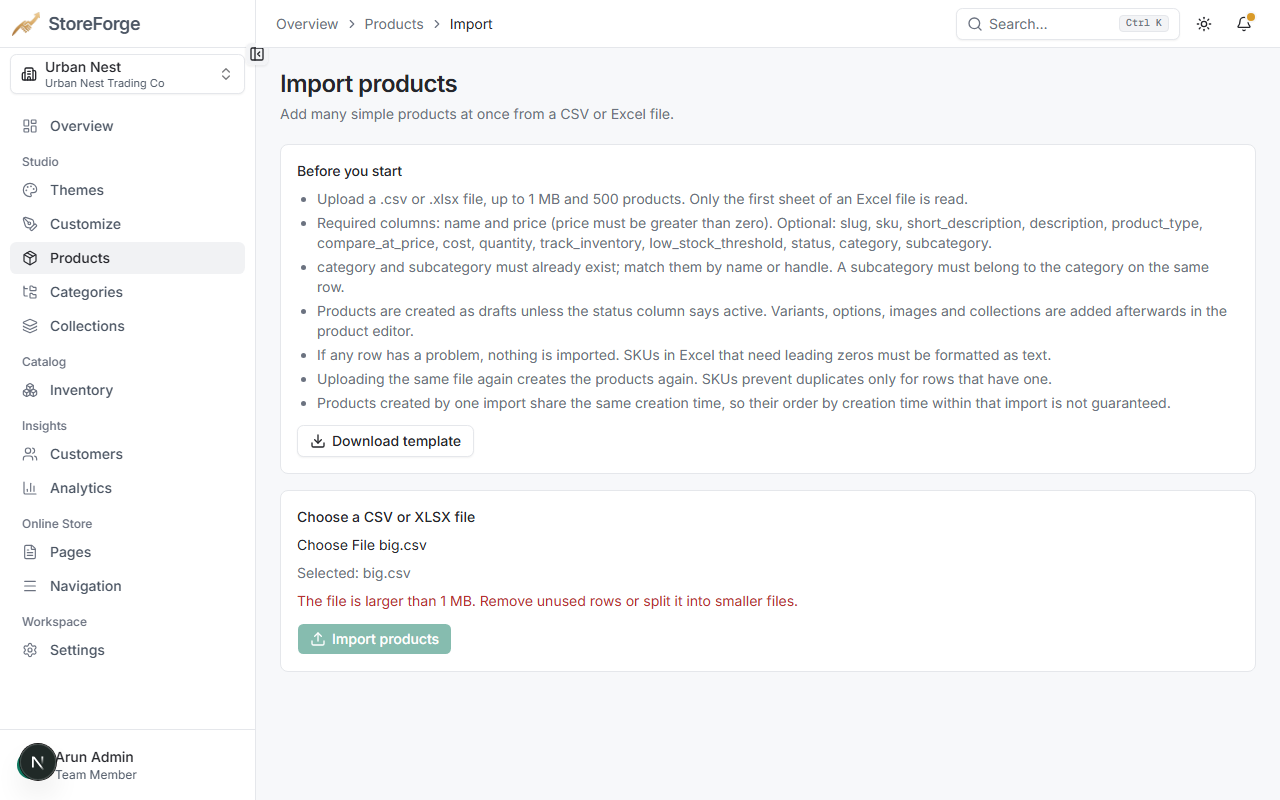 StoreForge
Overview > Products > Import
Search...
Ctrl K
Urban Nest
Urban Nest Trading Co
Overview
Studio
Themes
Customize
Products
Categories
Collections
Catalog
Inventory
Insights
Customers
Analytics
Online Store
Pages
Navigation
Workspace
Settings
N
Arun Admin
Team Member
Import products
Add many simple products at once from a CSV or Excel file.
Before you start
• Upload a .csv or .xlsx file, up to 1 MB and 500 products. Only the first sheet of an Excel file is read.
• Required columns: name and price (price must be greater than zero). Optional: slug, sku, short_description, description, product_type,
compare_at_price, cost, quantity, track_inventory, low_stock_threshold, status, category, subcategory.
• category and subcategory must already exist; match them by name or handle. A subcategory must belong to the category on the same
row.
• Products are created as drafts unless the status column says active. Variants, options, images and collections are added afterwards in the
product editor.
• If any row has a problem, nothing is imported. SKUs in Excel that need leading zeros must be formatted as text.
• Uploading the same file again creates the products again. SKUs prevent duplicates only for rows that have one.
• Products created by one import share the same creation time, so their order by creation time within that import is not guaranteed.
Download template
Choose a CSV or XLSX file
Choose File big.csv
Selected: big.csv
The file is larger than 1 MB. Remove unused rows or split it into smaller files.
Import products